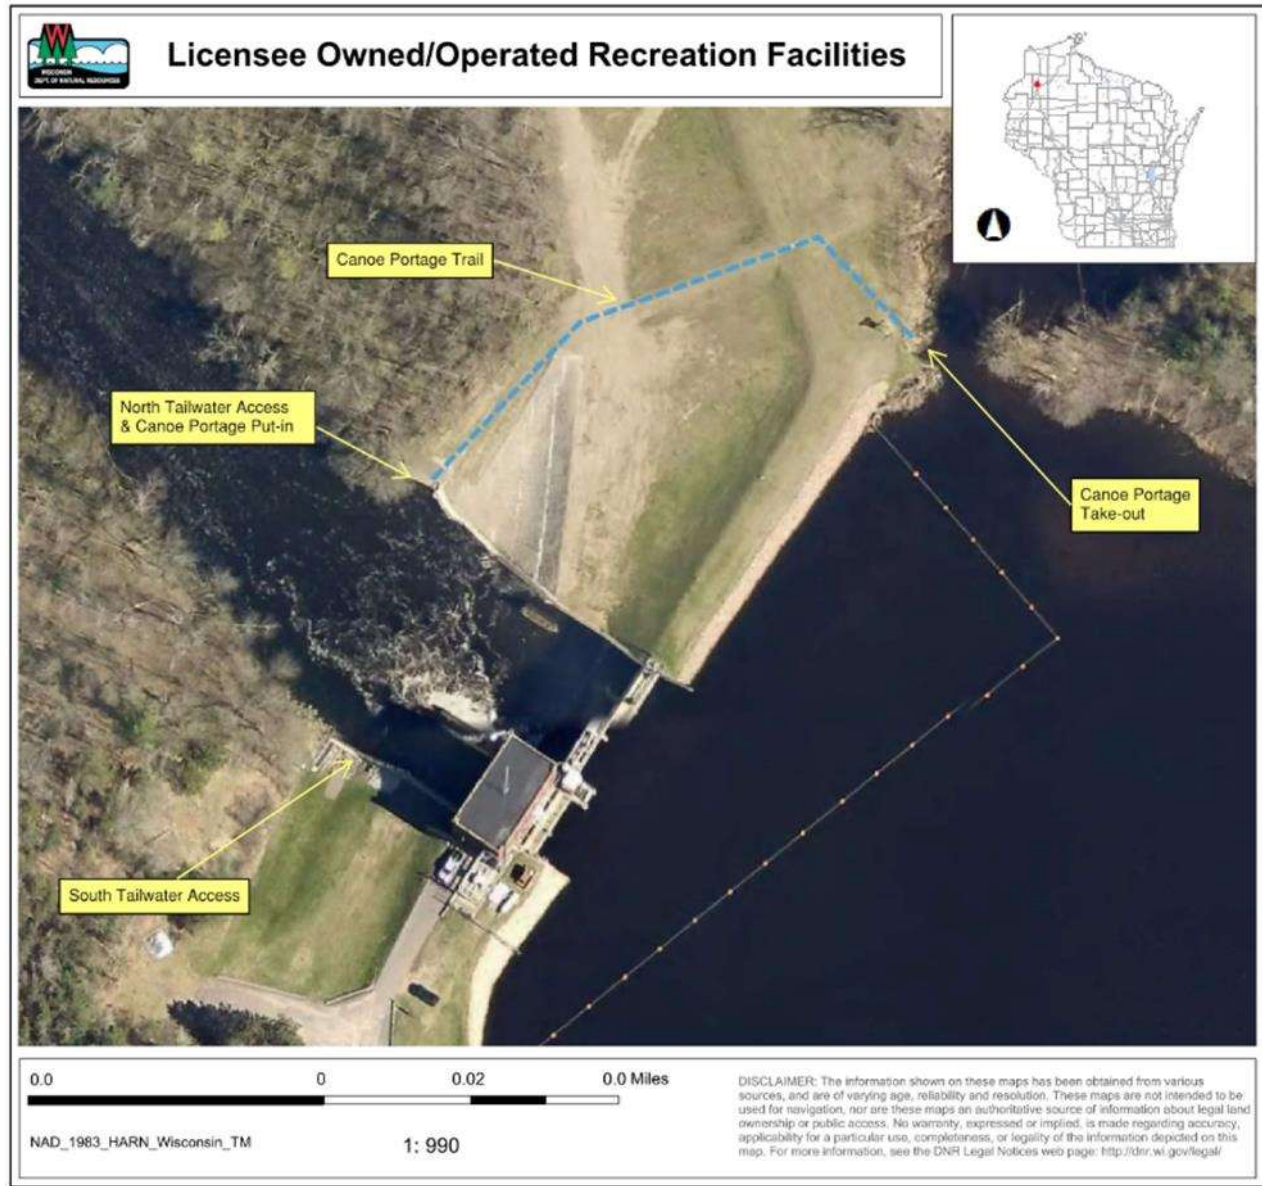 WISCONSIN
DEPT. OF NATURAL RESOURCES
Licensee Owned/Operated Recreation Facilities
Canoe Portage Trail
North Tailwater Access
& Canoe Portage Put-in
Canoe Portage
Take-out
South Tailwater Access
0.0 0 0.02 0.0 Miles
NAD_1983_HARN_Wisconsin_TM
1: 990
DISCLAIMER: The information shown on these maps has been obtained from various
sources, and are of varying age, reliability and resolution. These maps are not intended to be
used for navigation, nor are these maps an authoritative source of information about legal land
ownership or public access. No warranty, expressed or implied, is made regarding accuracy,
applicability for a particular use, completeness, or legality of the information depicted on this
map. For more information, see the DNR Legal Notices web page: http://dnr.wi.gov/legal/